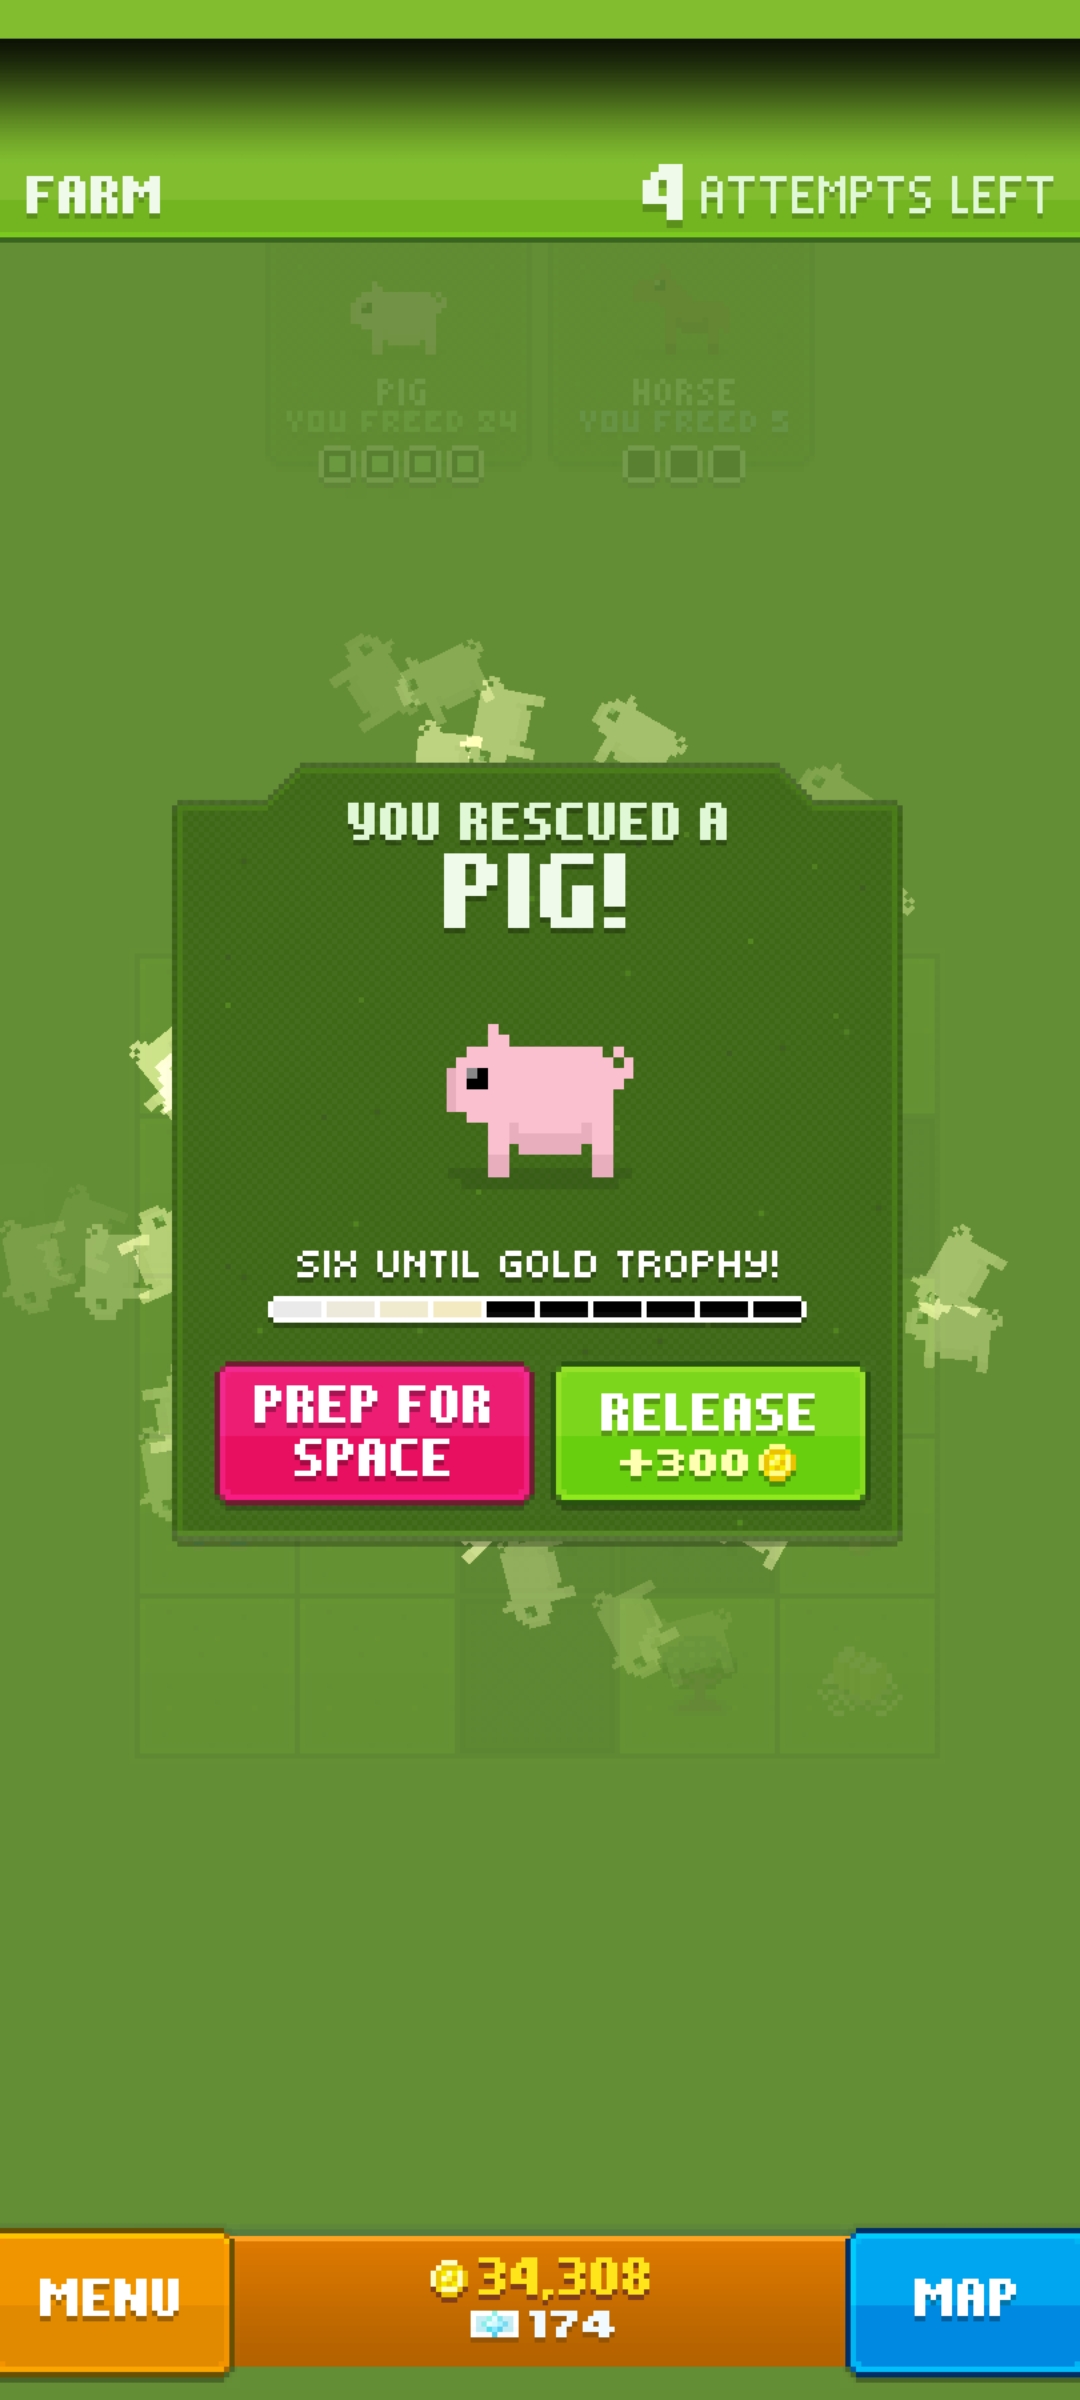 FARM
4 ATTEMPTS LEFT
PIG
YOU FREED 24
HORSE
YOU FREED 5
YOU RESCUED A
PIG!
SIX UNTIL GOLD TROPHY!
PREP FOR
SPACE
RELEASE
+300
MENU
34,308
174
MAP